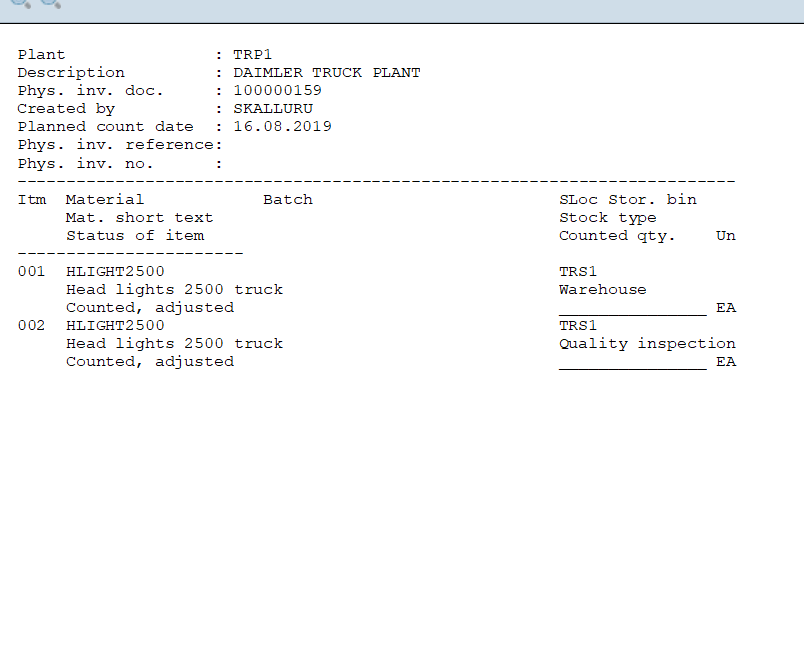 Plant : TRP1
Description : DAIMLER TRUCK PLANT
Phys. inv. doc. : 100000159
Created by : SKALLURU
Planned count date : 16.08.2019
Phys. inv. reference:
Phys. inv. no. :
Itm Material Batch SLoc Stor. bin
Mat. short text Stock type
Status of item Counted qty. Un
001 HLIGHT2500 TRS1
Head lights 2500 truck Warehouse
Counted, adjusted _______________ EA
002 HLIGHT2500 TRS1
Head lights 2500 truck Quality inspection
Counted, adjusted _______________ EA